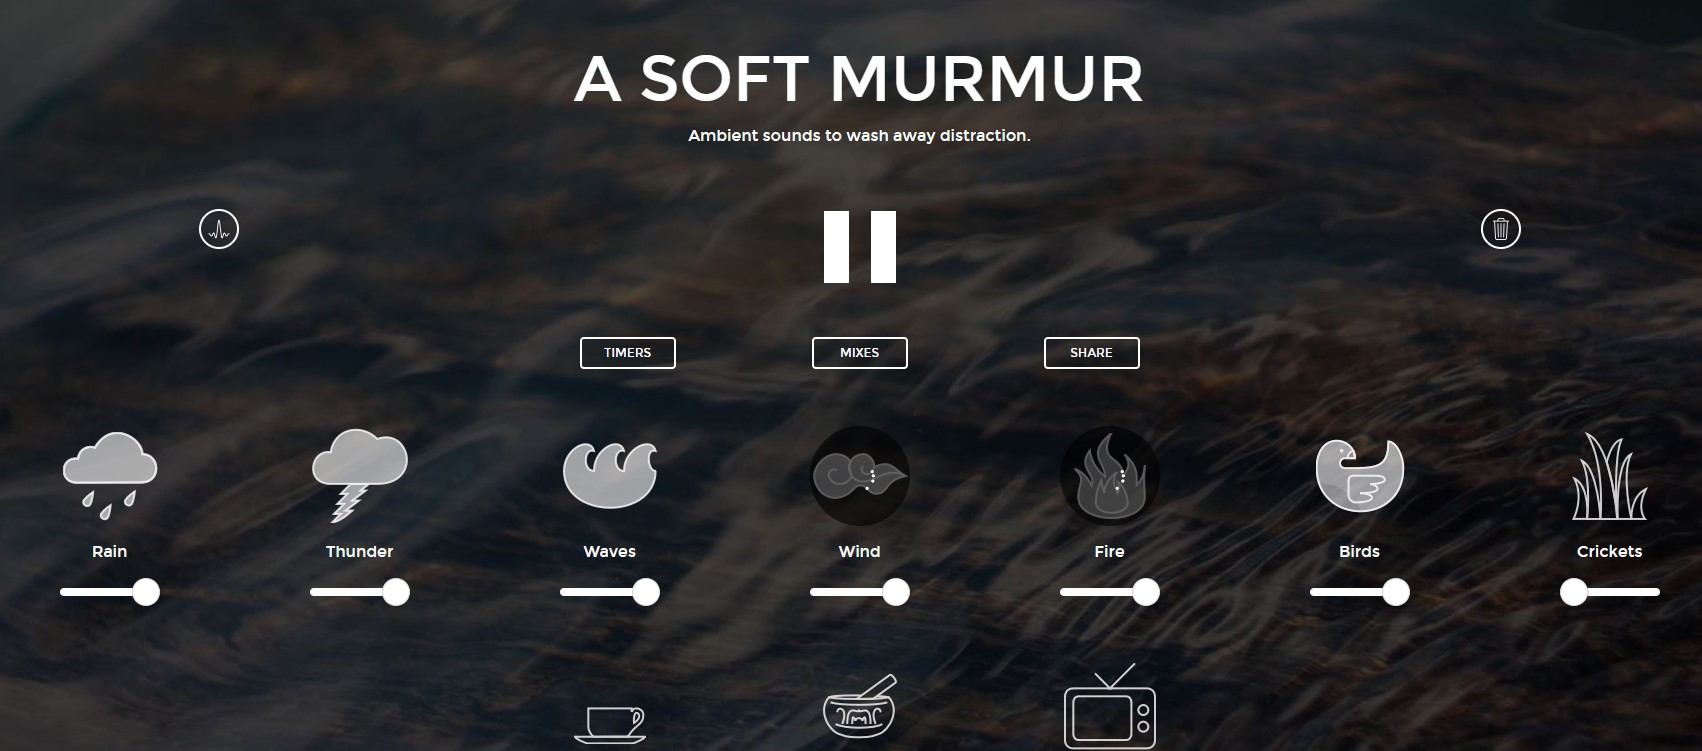 A SOFT MURMUR
Ambient sounds to wash away distraction.
TIMERS
MIXES
SHARE
Rain
Thunder
Waves
Wind
Fire
Birds
Crickets